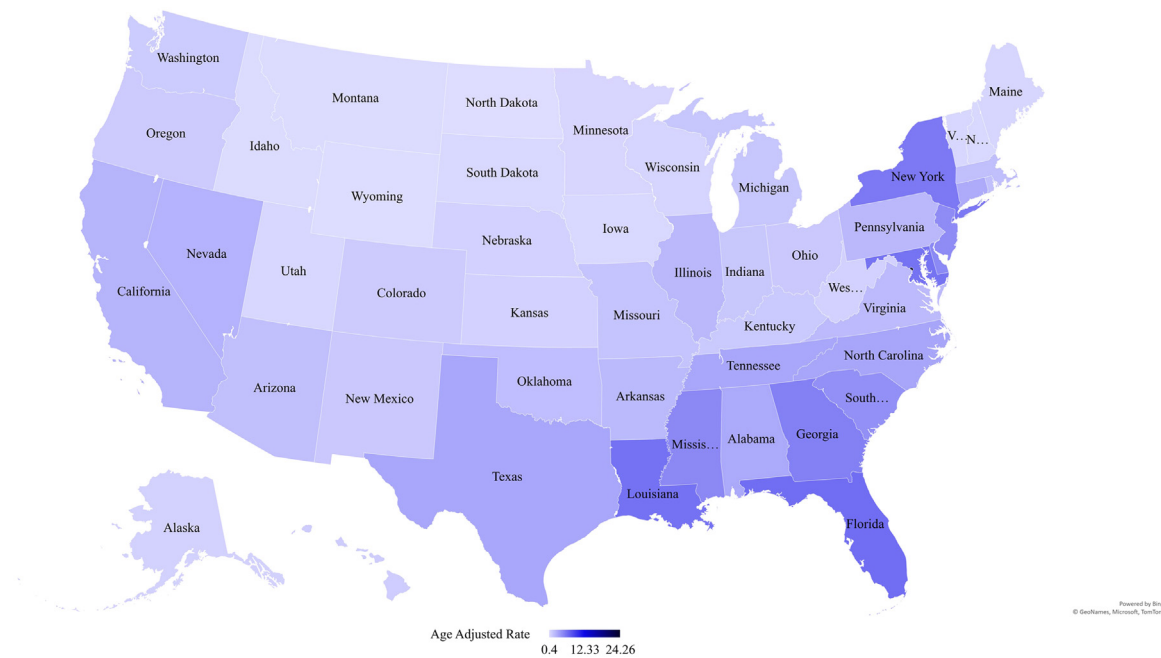 Washington
Maine
Montana
North Dakota
Minnesota
Oregon
V...
N...
Idaho
Wisconsin
South Dakota
New York
Michigan
Wyoming
Iowa
Pennsylvania
Nebraska
Nevada
Ohio
Utah
Illinois
Indiana
Wes...
California
Colorado
Virginia
Kansas
Missouri
Kentucky
North Carolina
Tennessee
Oklahoma
Arizona
Arkansas
New Mexico
South...
Georgia
Missis...
Alabama
Texas
Louisiana
Florida
Alaska
Powered by Bin
© GeoNames, Microsoft, TomTor
Age Adjusted Rate
0.4 12.33 24.26